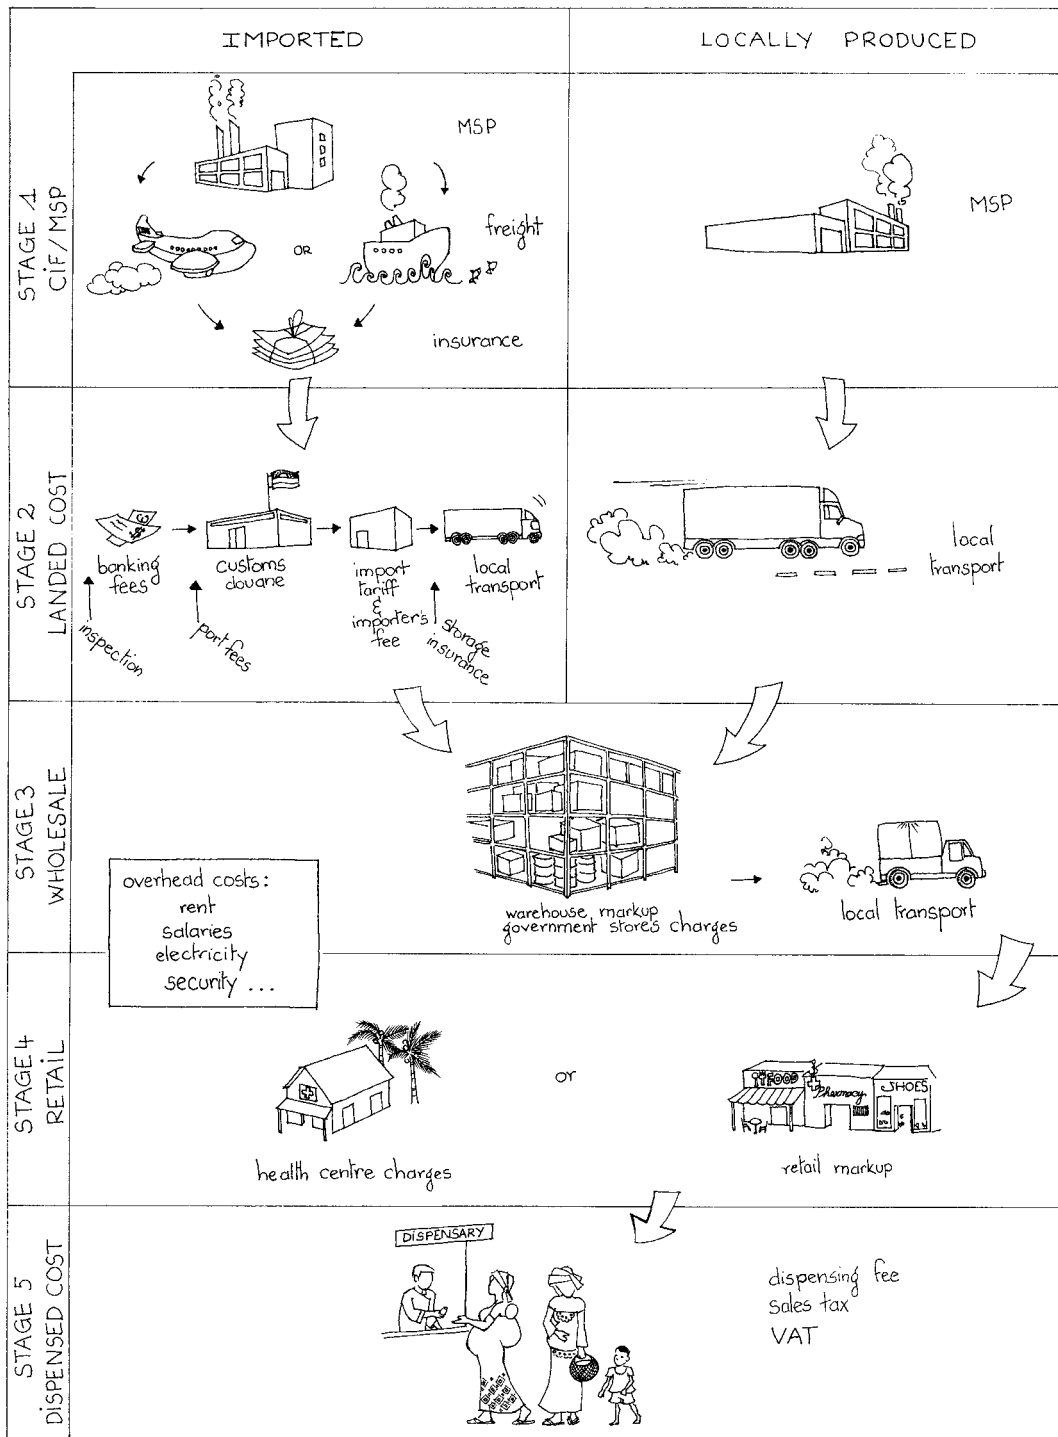 IMPORTED
LOCALLY PRODUCED
STAGE 1
CIF/MSP
MSP
OR
freight
insurance
MSP
STAGE 2
LANDED COST
$
banking
fees
customs
douane
import
tariff
&
importer's
fee
local
transport
inspection
port fees
storage
insurance
local
transport
STAGE 3
WHOLESALE
overhead costs:
rent
salaries
electricity
security ...
warehouse markup
government stores charges
local transport
STAGE 4
RETAIL
health centre charges
or
FOOD
Pharmacy
SHOES
retail markup
STAGE 5
DISPENSED COST
DISPENSARY
dispensing fee
sales tax
VAT